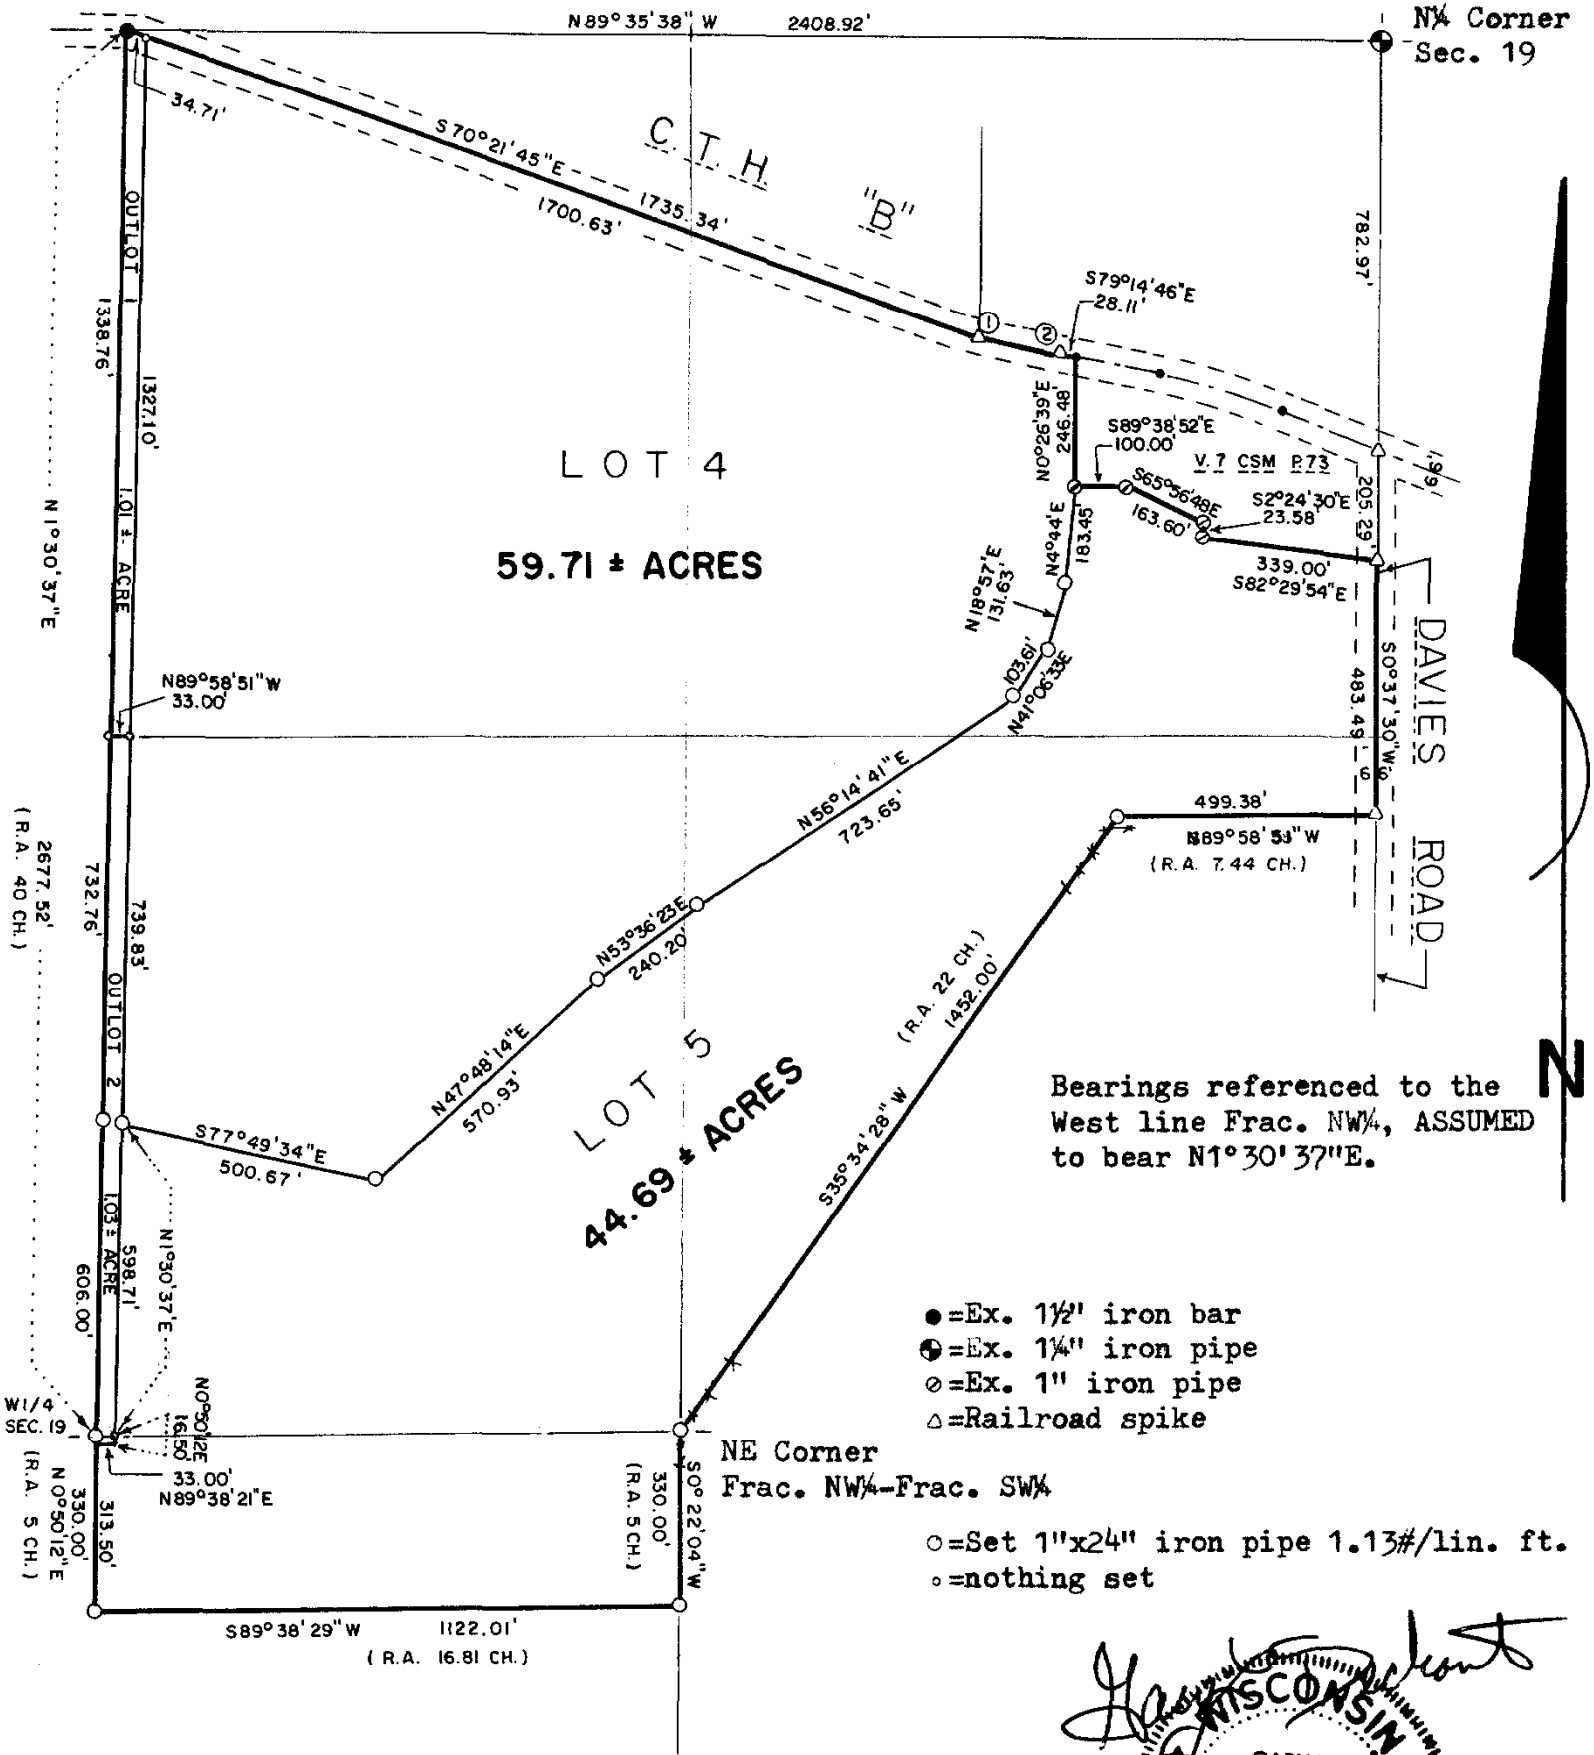 N89°35'38" W 2408.92'
N¼ Corner
Sec. 19
34.71'
S70°21'45"E
1735.34'
1700.63'
C. T. H. "B"
782.97'
OUTLOT 1
1338.76'
1327.10'
1.01 ± ACRE
N1°30'37"E
①
②
S79°14'46"E
28.11'
N0°26'39"E
246.48'
S89°38'52"E
100.00'
V. 7 CSM P.73
S65°56'48E
163.60'
S2°24'30"E
23.58'
205.29'
66'
339.00'
S82°29'54"E
LOT 4
59.71 ± ACRES
N4°44'E
183.45'
N18°57'E
131.63'
103.61'
N41°06'33E
N89°58'51"W
33.00'
S0°37'30"W
483.49'
66
DAVIES ROAD
N56°14'41"E
723.65'
499.38'
N89°58'51"W
(R.A. 7.44 CH.)
2677.52'
(R.A. 40 CH.)
732.76'
739.83'
OUTLOT 2
N53°36'23E
240.20'
(R.A. 22 CH.)
1452.00'
S35°34'28"W
N47°48'14"E
570.93'
LOT 5
44.69 ± ACRES
N
Bearings referenced to the
West line Frac. NW¼, ASSUMED
to bear N1°30'37"E.
S77°49'34"E
500.67'
1.03± ACRE
598.71'
606.00'
N1°30'37'E
●=Ex. 1½" iron bar
=Ex. 1¼" iron pipe
⊘=Ex. 1" iron pipe
△=Railroad spike
W1/4
SEC. 19
N0°50'12E
16.50'
33.00'
N89°38'21"E
NE Corner
Frac. NW¼-Frac. SW¼
N0°50'12"E
330.00'
(R.A. 5 CH.)
313.50'
S0°22'04"W
330.00'
(R.A. 5 CH.)
○=Set 1"x24" iron pipe 1.13#/lin. ft.
○=nothing set
S89°38'29"W 1122.01'
(R.A. 16.81 CH.)
WISCONSIN